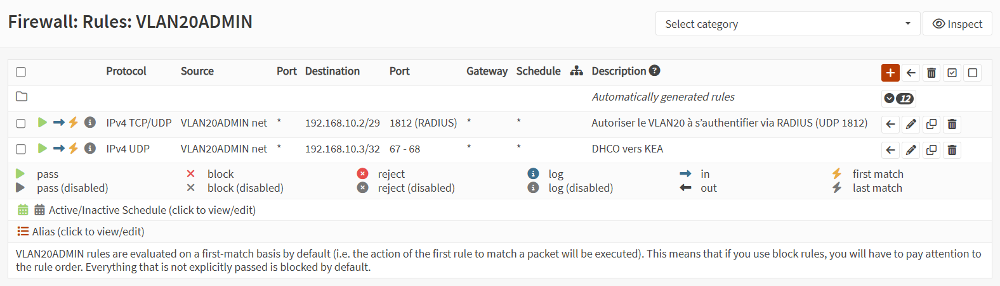 Firewall: Rules: VLAN20ADMIN
Select category
Inspect
Protocol Source Port Destination Port Gateway Schedule Description
Automatically generated rules 12
IPv4 TCP/UDP VLAN20ADMIN net * 192.168.10.2/29 1812 (RADIUS) * * Autoriser le VLAN20 à s’authentifier via RADIUS (UDP 1812)
IPv4 UDP VLAN20ADMIN net * 192.168.10.3/32 67 - 68 * * DHCO vers KEA
pass block reject log in first match
pass (disabled) block (disabled) reject (disabled) log (disabled) out last match
Active/Inactive Schedule (click to view/edit)
Alias (click to view/edit)
VLAN20ADMIN rules are evaluated on a first-match basis by default (i.e. the action of the first rule to match a packet will be executed). This means that if you use block rules, you will have to pay attention to
the rule order. Everything that is not explicitly passed is blocked by default.